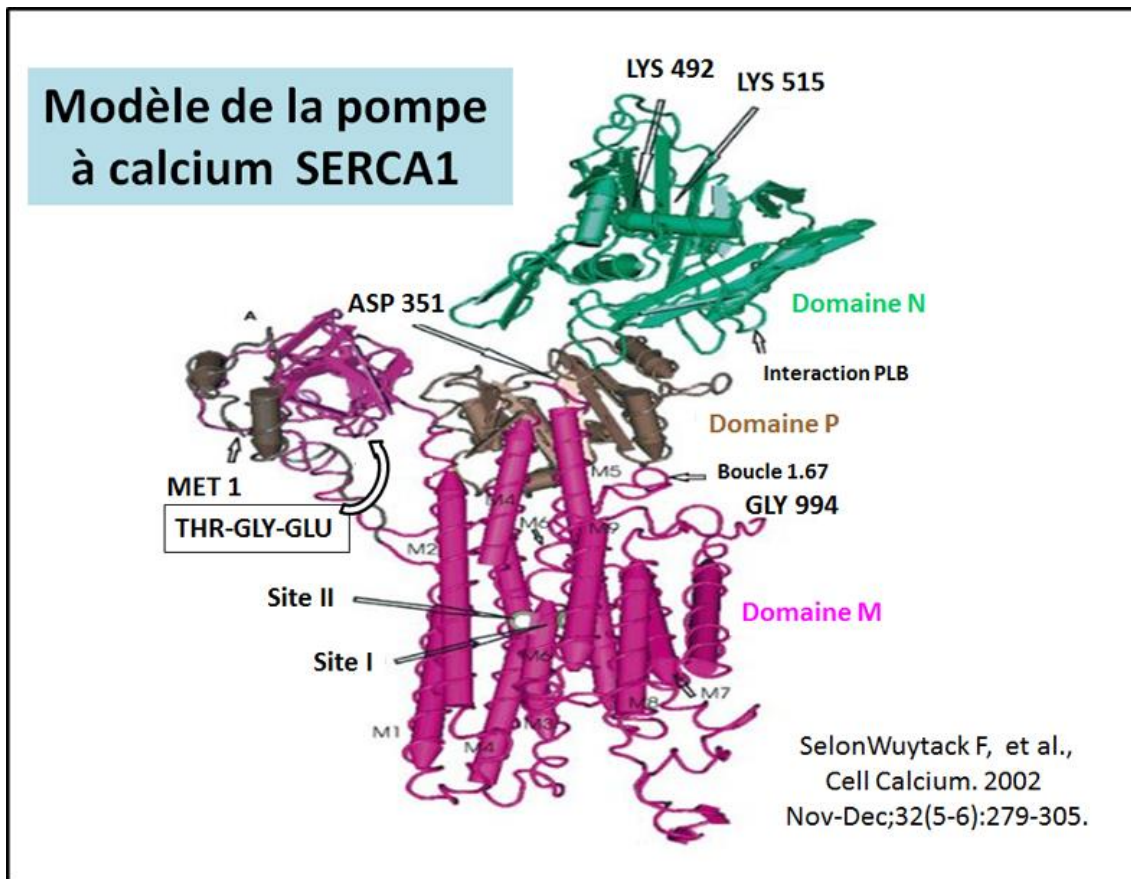 Modèle de la pompe
à calcium SERCA1
LYS 492
LYS 515
ASP 351
Domaine N
A
Interaction PLB
Domaine P
MET 1
THR-GLY-GLU
Boucle 1.67
GLY 994
M5
M4
M6
M9
M2
Site II
Site I
Domaine M
M6
M7
M8
M1
M3
M4
SelonWuytack F, et al.,
Cell Calcium. 2002
Nov-Dec;32(5-6):279-305.